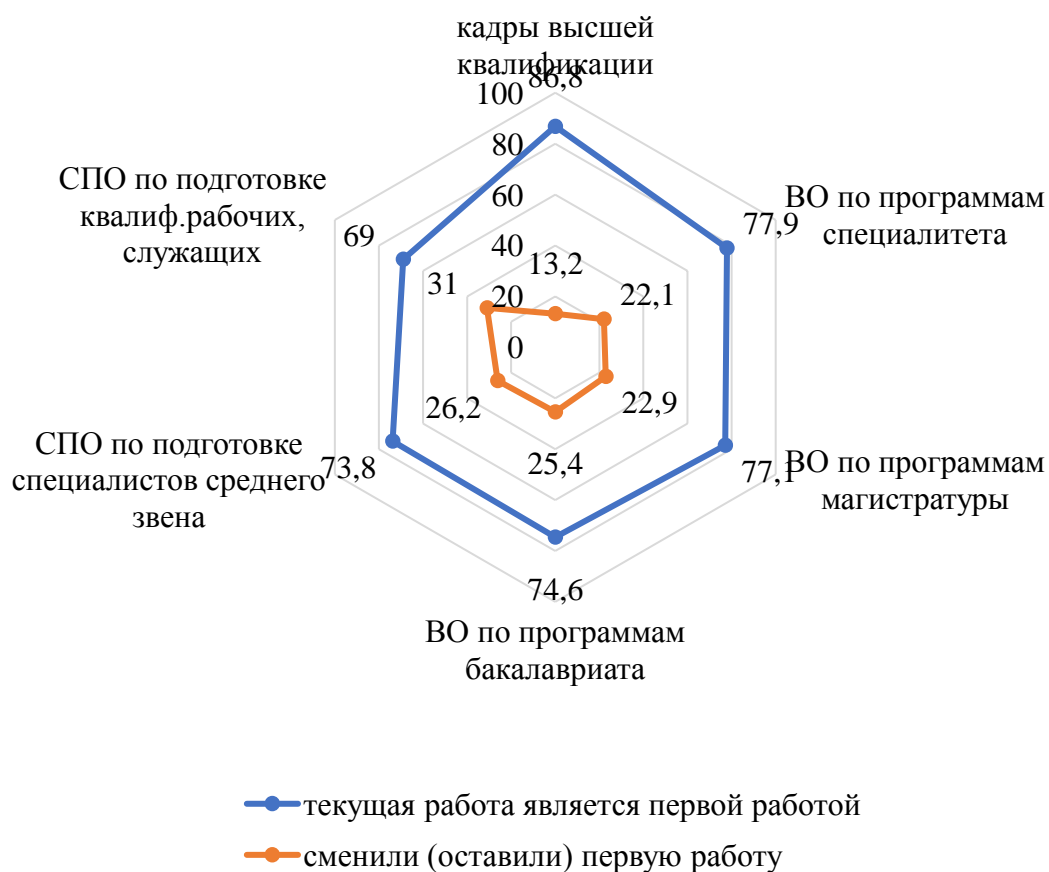 кадры высшей
квалификации
86,8
100
80
60
40
20
0
13,2
77,9
ВО по программам
специалитета
22,1
22,9
77,1
ВО по программам
магистратуры
25,4
74,6
ВО по программам
бакалавриата
26,2
73,8
СПО по подготовке
специалистов среднего
звена
31
69
СПО по подготовке
квалиф.рабочих,
служащих
текущая работа является первой работой
сменили (оставили) первую работу